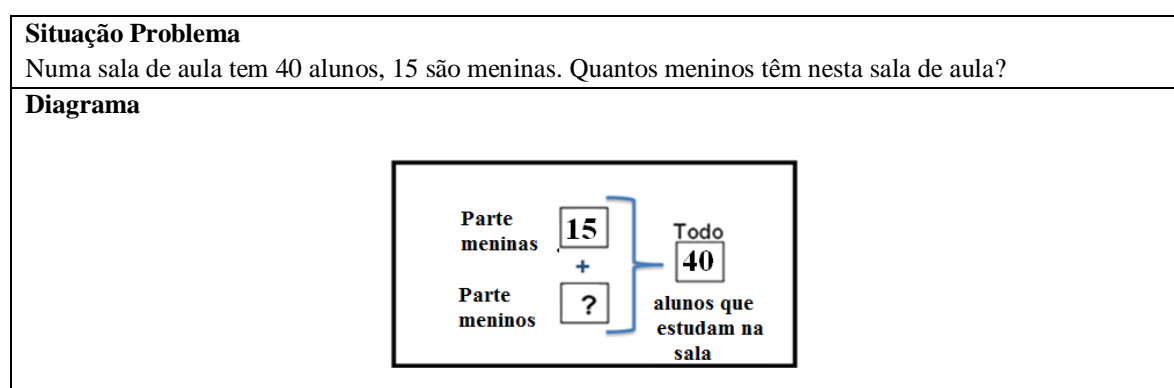 Situação Problema
Numa sala de aula tem 40 alunos, 15 são meninas. Quantos meninos têm nesta sala de aula?
Diagrama
Parte
meninas
15
+
Parte
meninos
?
Todo
40
alunos que
estudam na
sala